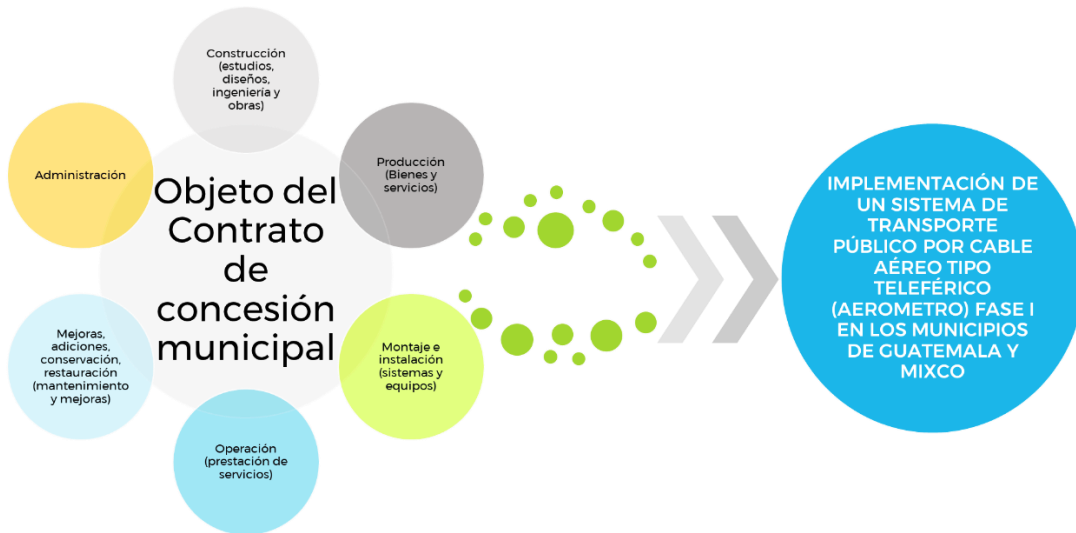 Construcción
(estudios,
diseños,
ingeniería y
obras)
Administración
Producción
(Bienes y
servicios)
Objeto del
Contrato
de
concesión
municipal
Mejoras,
adiciones,
conservación,
restauración
(mantenimiento
y mejoras)
Montaje e
instalación
(sistemas y
equipos)
Operación
(prestación de
servicios)
IMPLEMENTACIÓN DE
UN SISTEMA DE
TRANSPORTE
PÚBLICO POR CABLE
AÉREO TIPO
TELEFÉRICO
(AEROMETRO) FASE I
EN LOS MUNICIPIOS
DE GUATEMALA Y
MIXCO